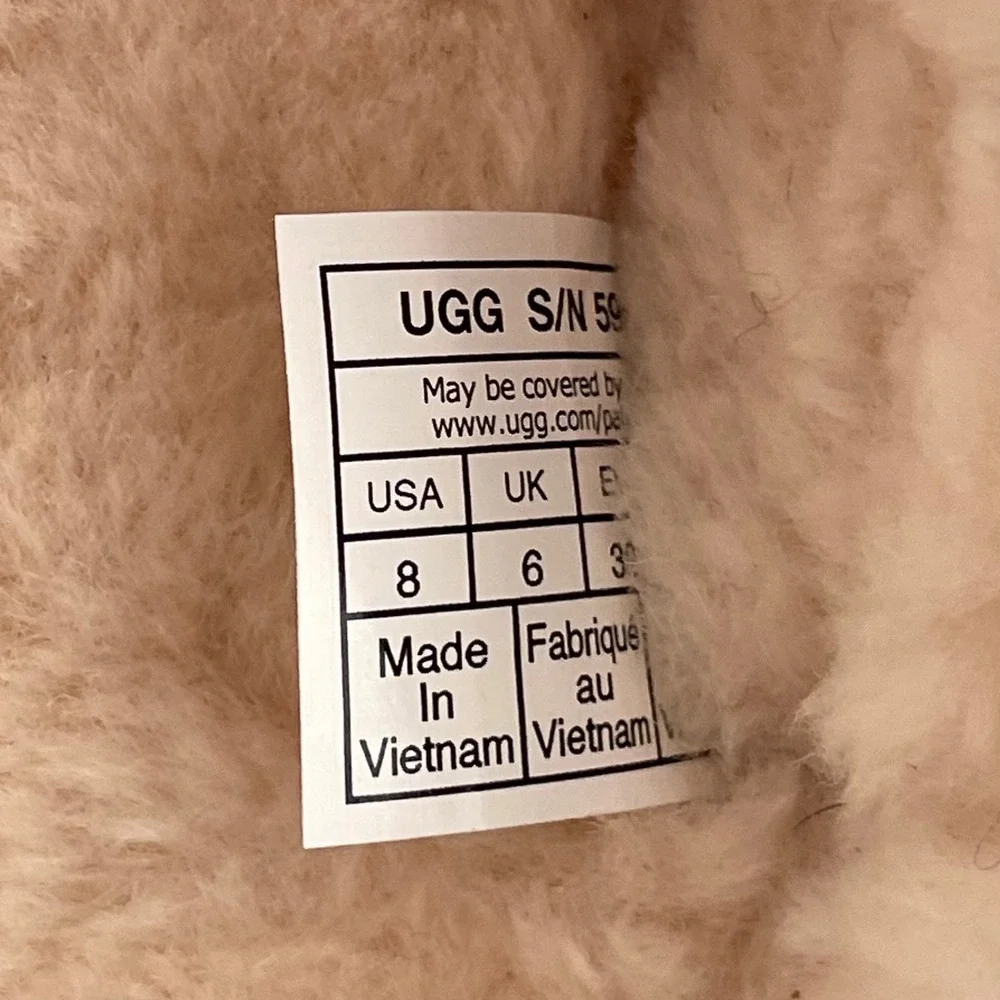 UGG S/N 59
May be covered by
www.ugg.com/pa
USA UK
8 6
Made
In
Vietnam
Fabriqué
au
Vietnam